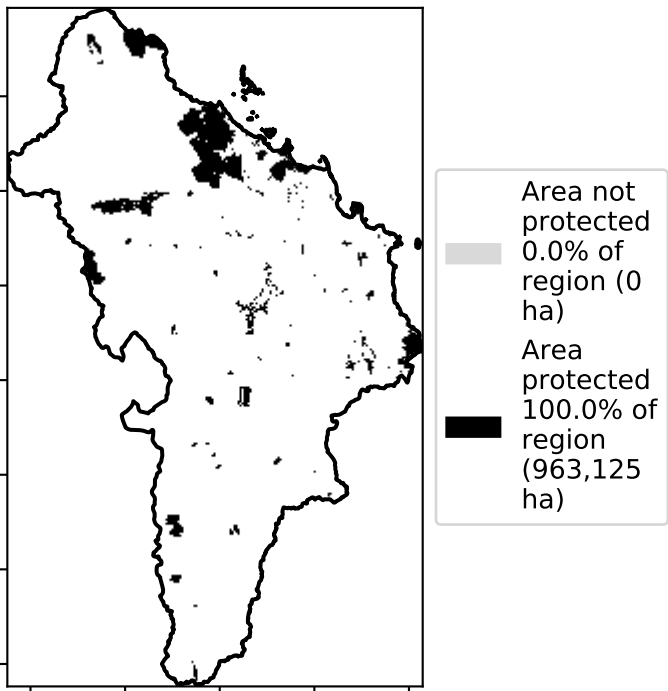 Area not
protected
0.0% of
region (0
ha)
Area
protected
100.0% of
region
(963,125
ha)